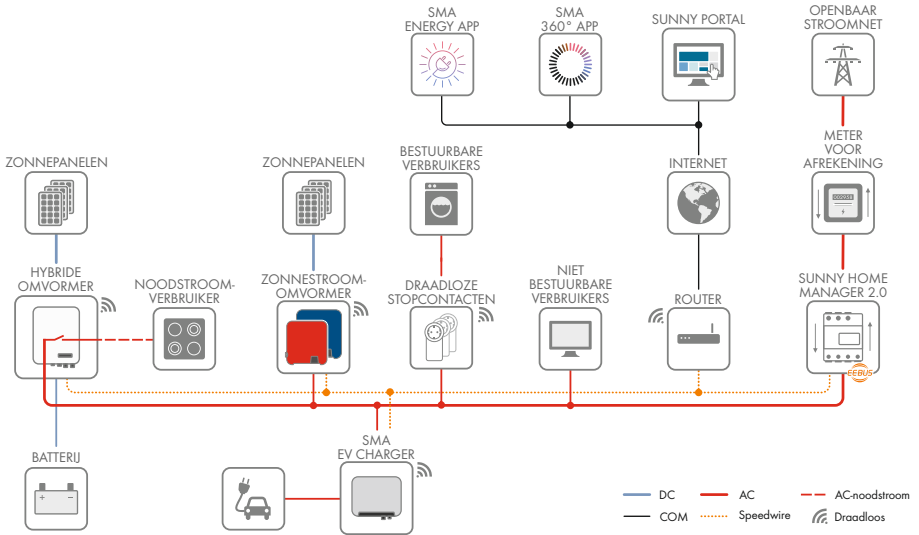 SMA
ENERGY APP
SMA
360° APP
SUNNY PORTAL
OPENBAAR
STROOMNET
ZONNEPANELEN
ZONNEPANELEN
BESTUURBARE
VERBRUIKERS
INTERNET
METER
VOOR
AFREKENING
HYBRIDE
OMVORMER
NOODSTROOM-
VERBRUIKER
ZONNESTROOM-
OMVORMER
DRAADLOZE
STOPCONTACTEN
NIET
BESTUURBARE
VERBRUIKERS
ROUTER
SUNNY HOME
MANAGER 2.0
EEBUS
BATTERIJ
SMA
EV CHARGER
DC
AC
AC-noodstroom
COM
Speedwire
Draadloos